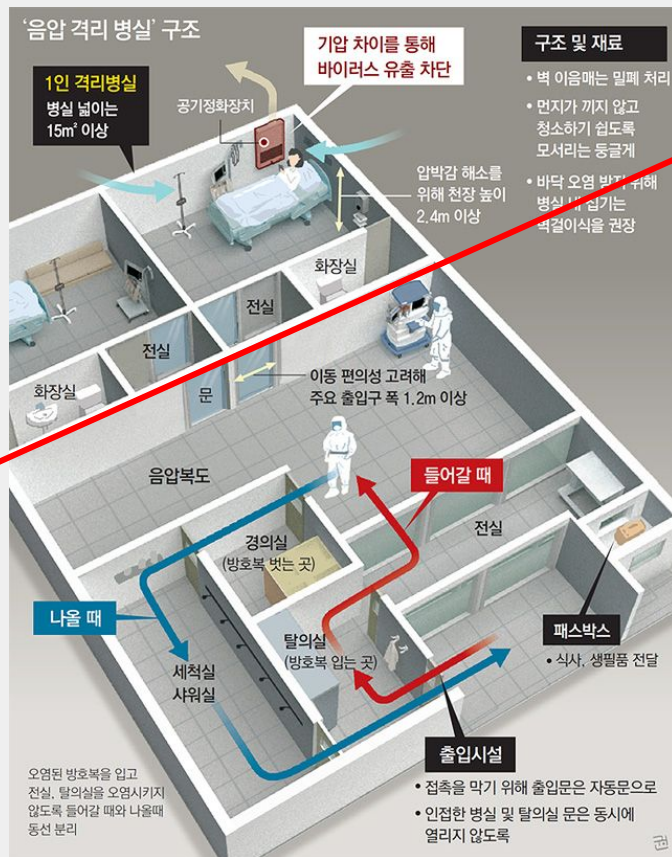 '음압 격리 병실' 구조
1인 격리병실
병실 넓이는
15㎡ 이상
공기정화장치
기압 차이를 통해
바이러스 유출 차단
구조 및 재료
• 벽 이음매는 밀폐 처리
• 먼지가 끼지 않고
청소하기 쉽도록
모서리는 둥글게
• 바닥 오염 방지 위해
병실 내 집기는
벽걸이식을 권장
압박감 해소를
위해 천장 높이
2.4m 이상
화장실
전실
전실
화장실
문
이동 편의성 고려해
주요 출입구 폭 1.2m 이상
음압복도
들어갈 때
전실
경의실
(방호복 벗는 곳)
나올 때
탈의실
(방호복 입는 곳)
패스박스
• 식사, 생필품 전달
세척실
샤워실
출입시설
• 접촉을 막기 위해 출입문은 자동문으로
• 인접한 병실 및 탈의실 문은 동시에
열리지 않도록
오염된 방호복을 입고
전실, 탈의실을 오염시키지
않도록 들어갈 때와 나올때
동선 분리